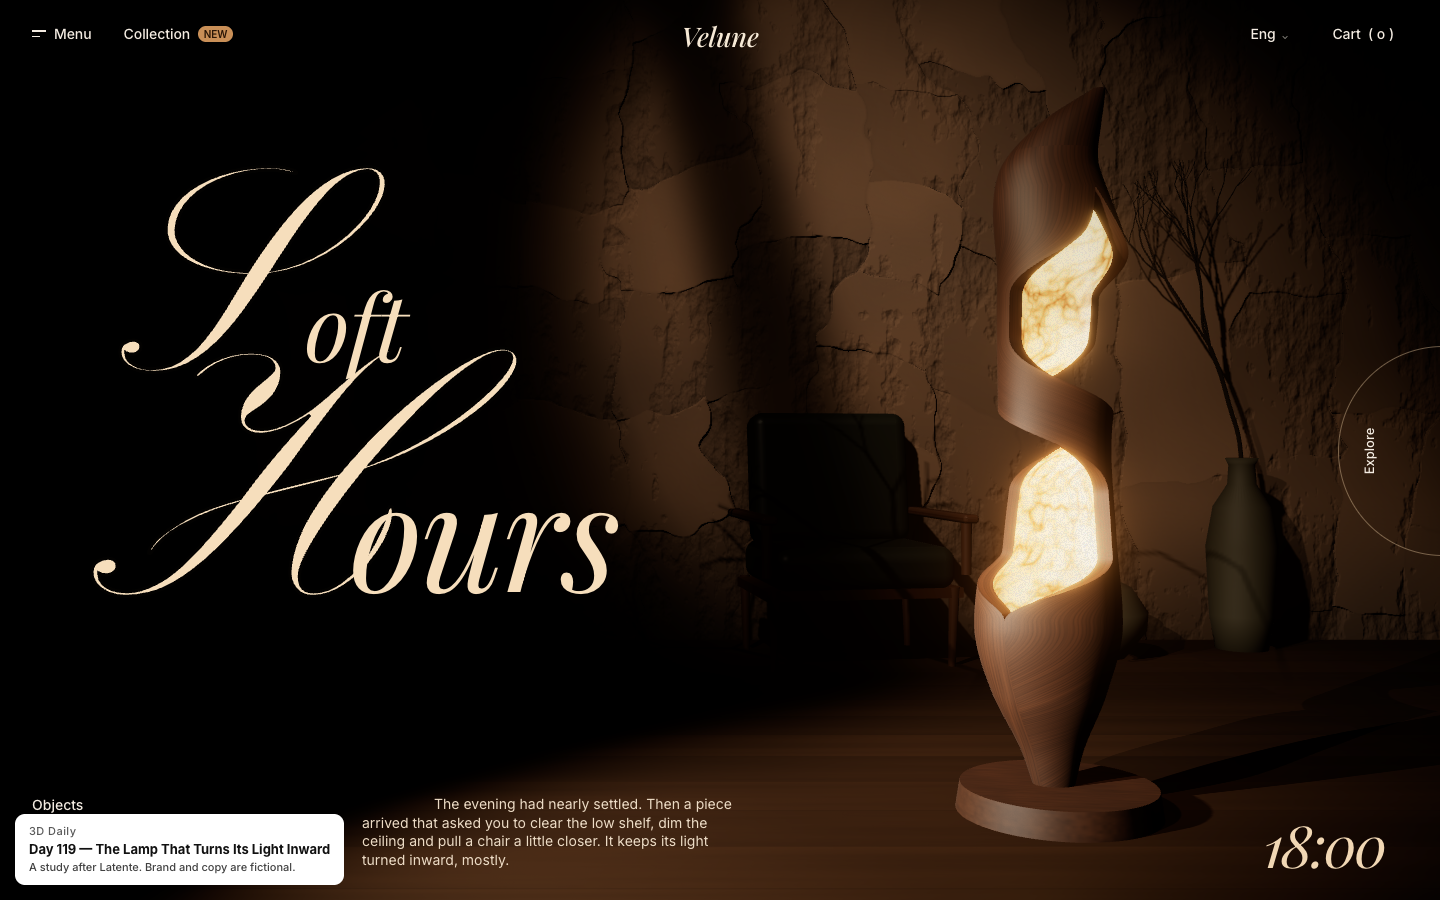 Menu
Collection NEW
Velune
Eng
Cart ( 0 )
Loft
Hours
Explore
Objects
3D Daily
Day 119 — The Lamp That Turns Its Light Inward
A study after Latente. Brand and copy are fictional.
The evening had nearly settled. Then a piece
arrived that asked you to clear the low shelf, dim the
ceiling and pull a chair a little closer. It keeps its light
turned inward, mostly.
18:00